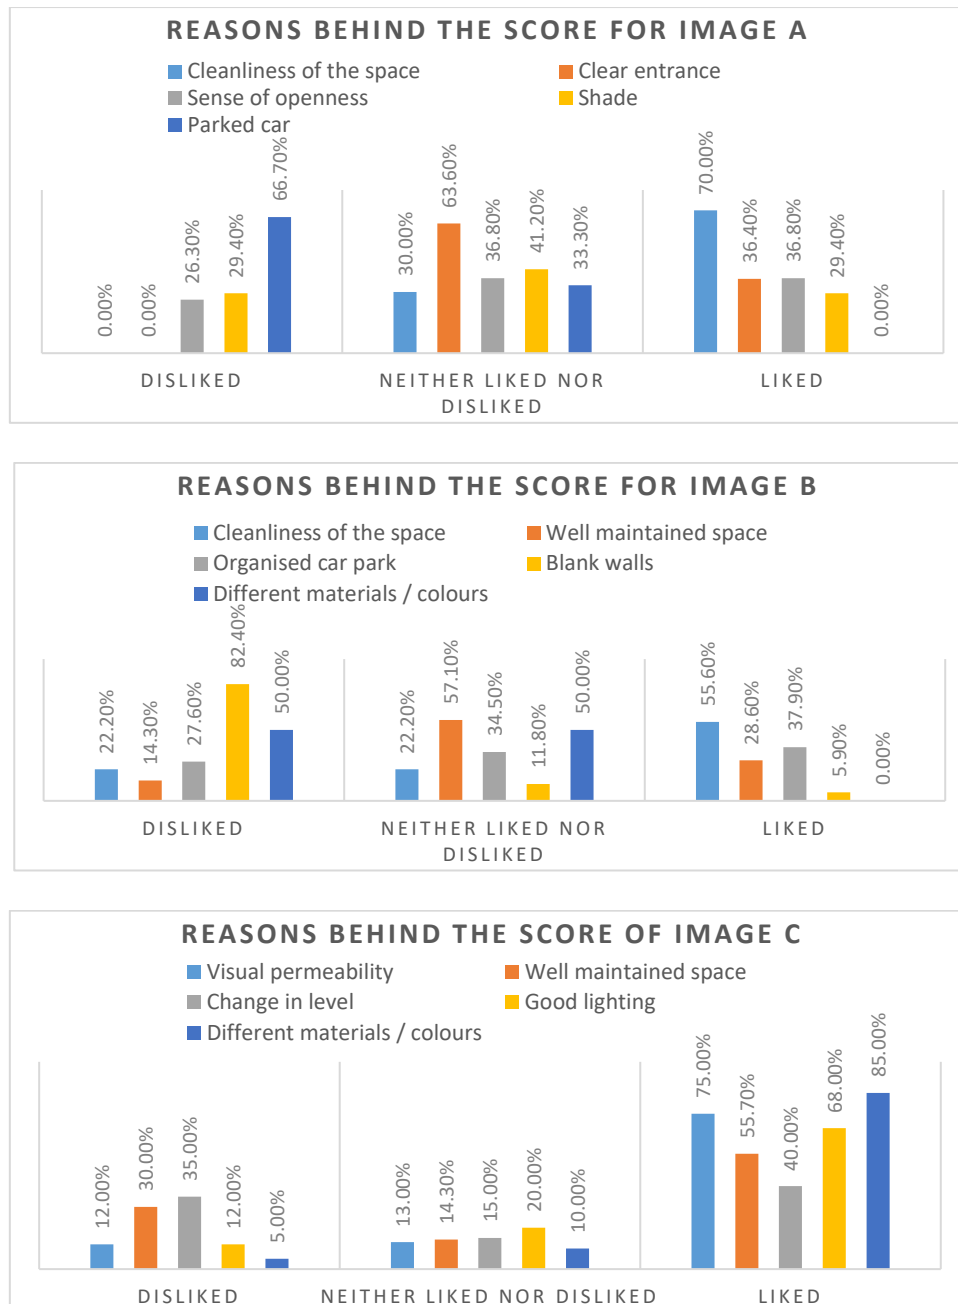 REASONS BEHIND THE SCORE FOR IMAGE A
Cleanliness of the space Clear entrance
Sense of openness Shade
Parked car
0.00% 0.00% 26.30% 29.40% 66.70% 30.00% 63.60% 36.80% 41.20% 33.30% 70.00% 36.40% 36.80% 29.40% 0.00%
DISLIKED NEITHER LIKED NOR LIKED
DISLIKED
REASONS BEHIND THE SCORE FOR IMAGE B
Cleanliness of the space Well maintained space
Organised car park Blank walls
Different materials / colours
22.20% 14.30% 27.60% 82.40% 50.00% 22.20% 57.10% 34.50% 11.80% 50.00% 55.60% 28.60% 37.90% 5.90% 0.00%
DISLIKED NEITHER LIKED NOR LIKED
DISLIKED
REASONS BEHIND THE SCORE OF IMAGE C
Visual permeability Well maintained space
Change in level Good lighting
Different materials / colours
12.00% 30.00% 35.00% 12.00% 5.00% 13.00% 14.30% 15.00% 20.00% 10.00% 75.00% 55.70% 40.00% 68.00% 85.00%
DISLIKED NEITHER LIKED NOR DISLIKED LIKED